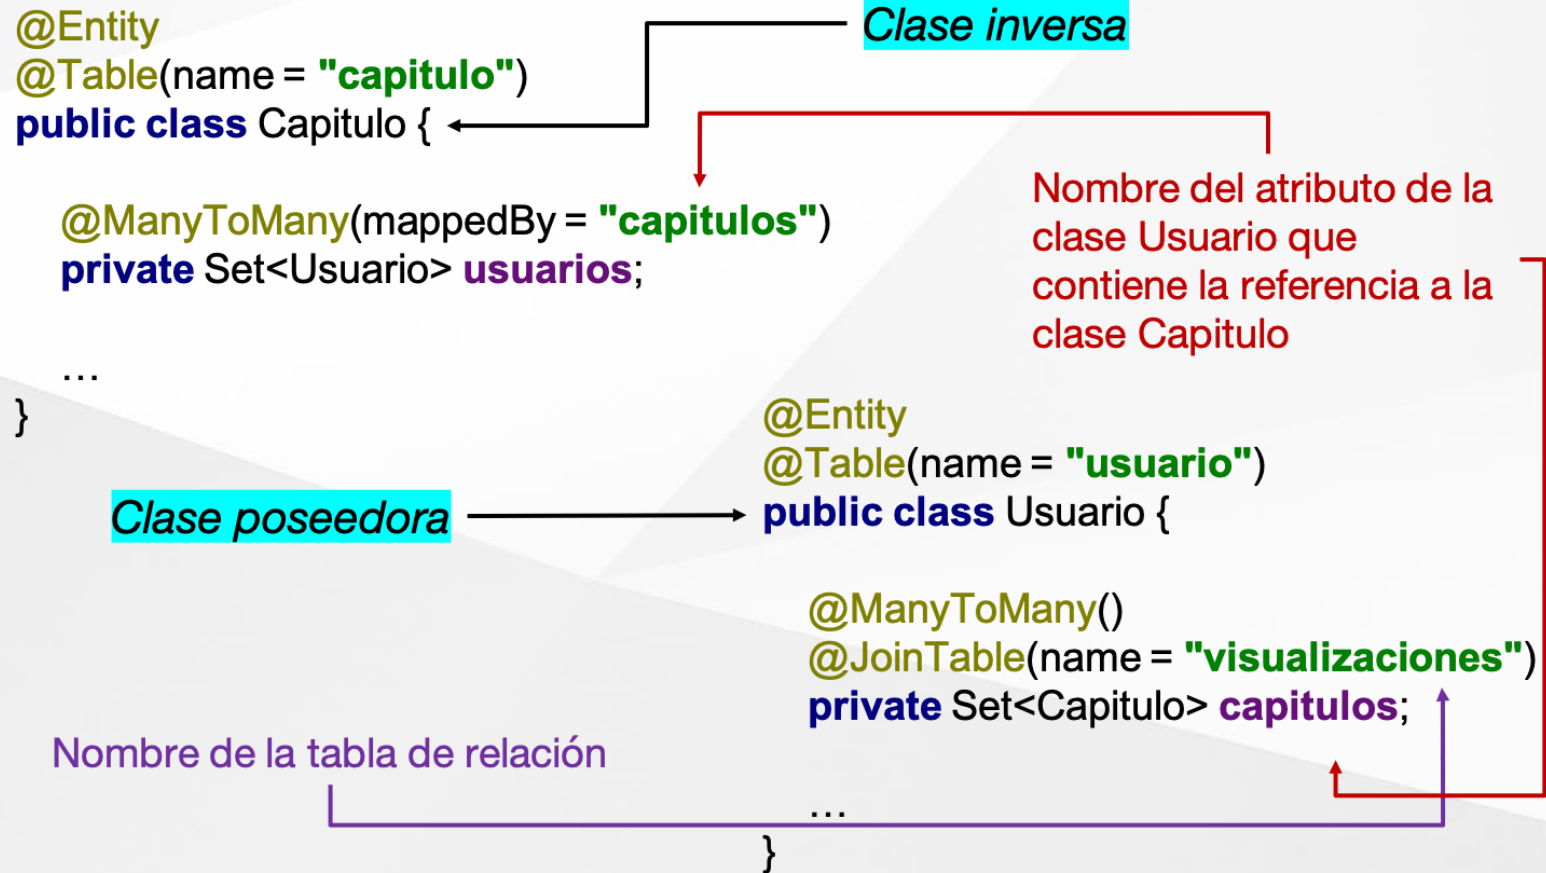 @Entity
@Table(name = "capitulo")
public class Capitulo {
@ManyToMany(mappedBy = "capitulos")
private Set<Usuario> usuarios;
…
}
Clase inversa
Nombre del atributo de la
clase Usuario que
contiene la referencia a la
clase Capitulo
Clase poseedora
@Entity
@Table(name = "usuario")
public class Usuario {
@ManyToMany()
@JoinTable(name = "visualizaciones")
private Set<Capitulo> capitulos;
…
}
Nombre de la tabla de relación